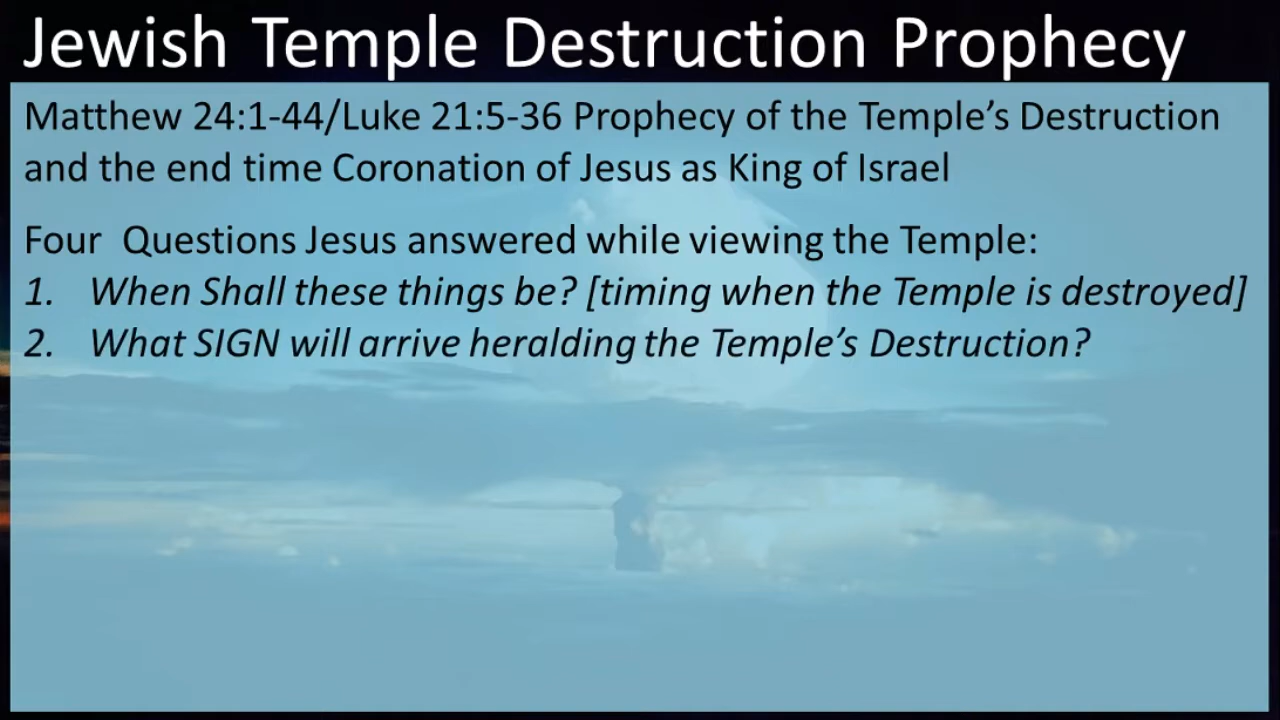 Jewish Temple Destruction Prophecy
Matthew 24:1-44/Luke 21:5-36 Prophecy of the Temple’s Destruction
and the end time Coronation of Jesus as King of Israel
Four Questions Jesus answered while viewing the Temple:
1. When Shall these things be? [timing when the Temple is destroyed]
2. What SIGN will arrive heralding the Temple’s Destruction?